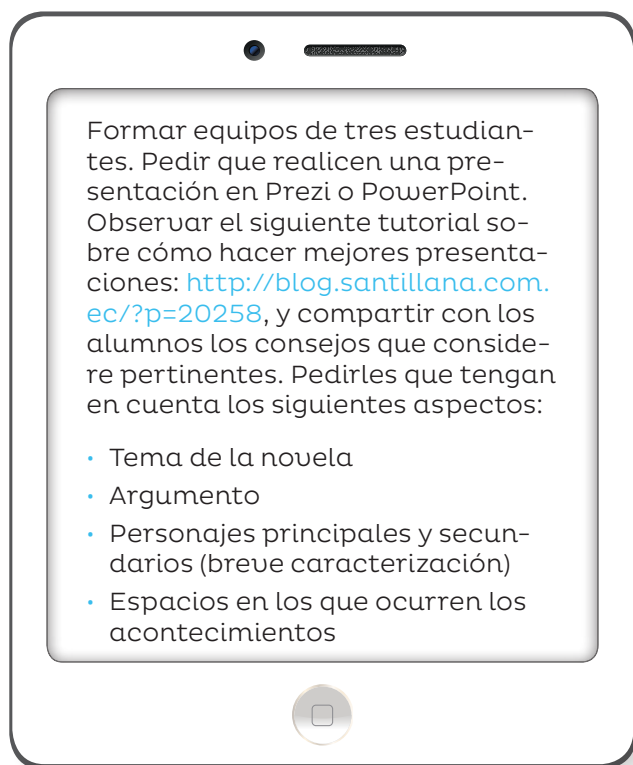 Formar equipos de tres estudian-
tes. Pedir que realicen una pre-
sentación en Prezi o PowerPoint.
Observar el siguiente tutorial so-
bre cómo hacer mejores presenta-
ciones: http://blog.santillana.com.
ec/?p=20258, y compartir con los
alumnos los consejos que conside-
re pertinentes. Pedirles que tengan
en cuenta los siguientes aspectos:
• Tema de la novela
• Argumento
• Personajes principales y secun-
darios (breve caracterización)
• Espacios en los que ocurren los
acontecimientos